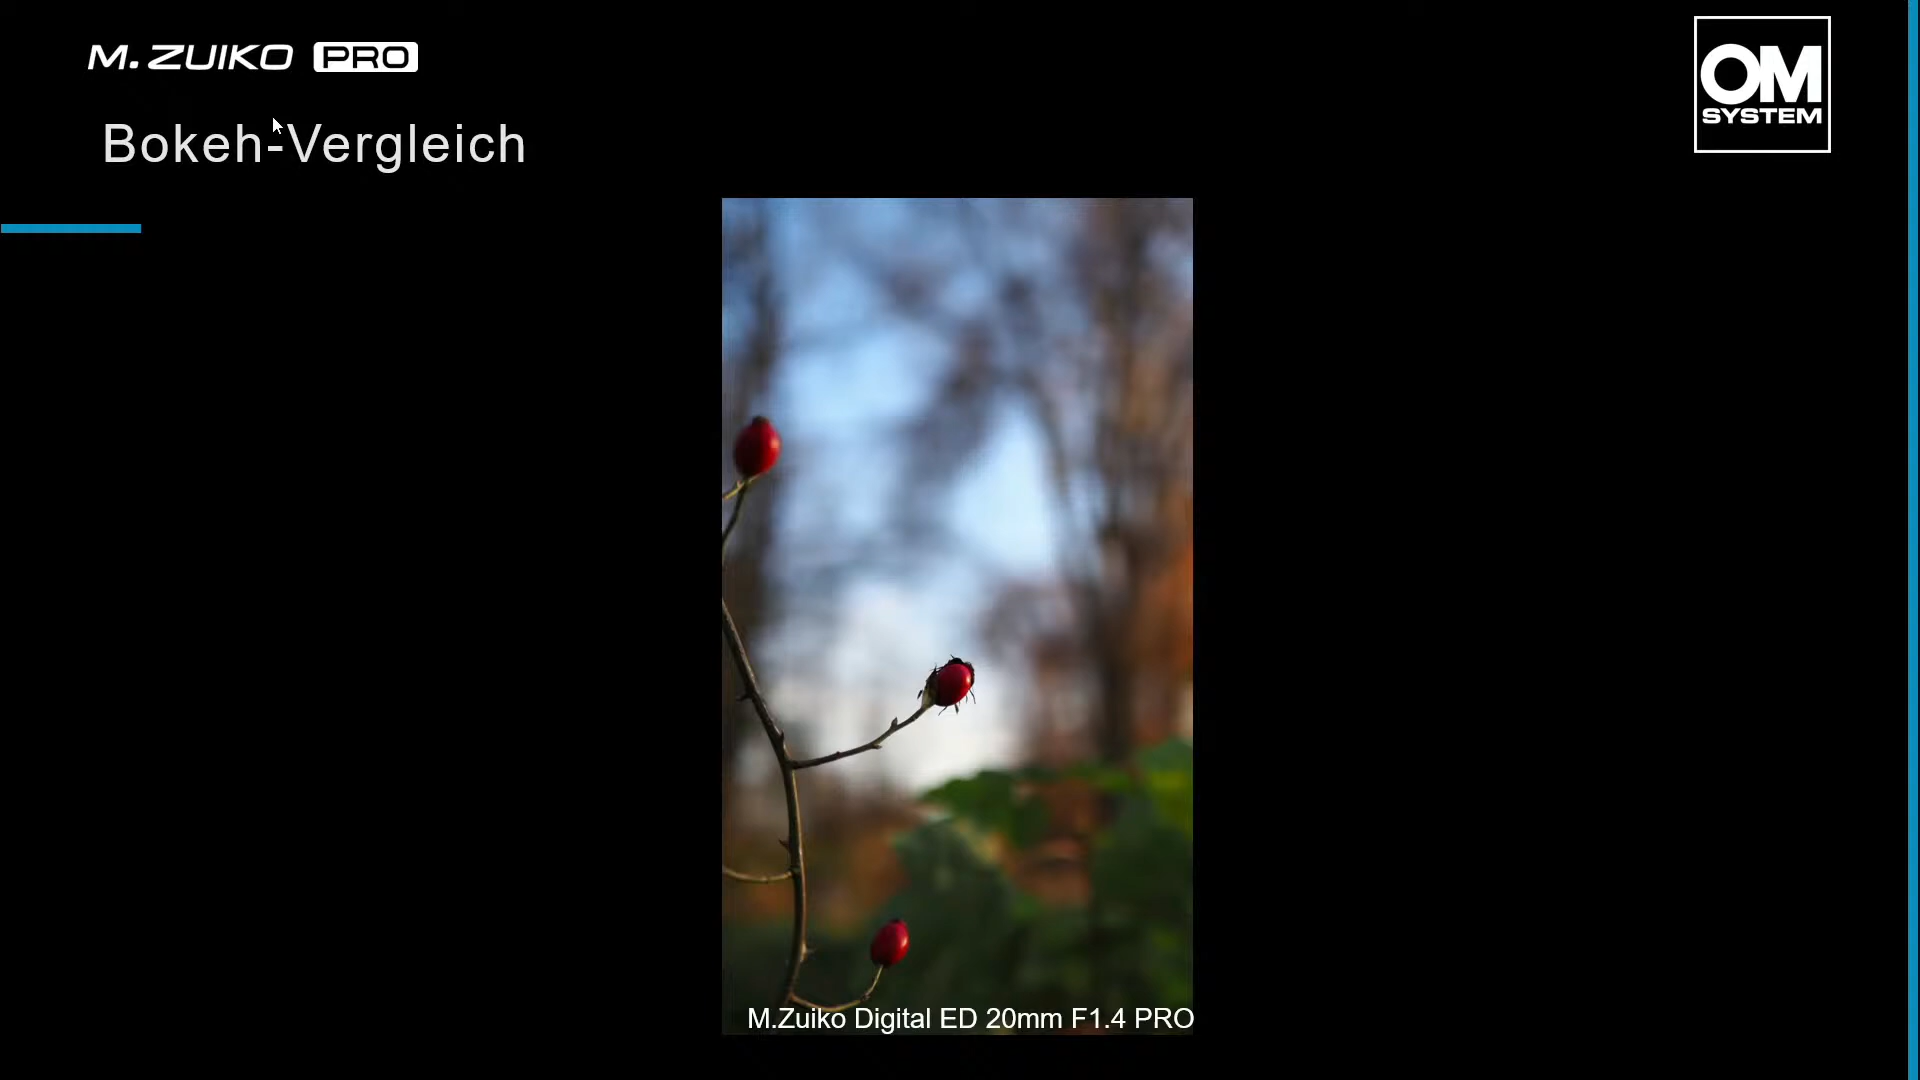 M.ZUIKO PRO
OM
SYSTEM
Bokeh-Vergleich
M.Zuiko Digital ED 20mm F1.4 PRO